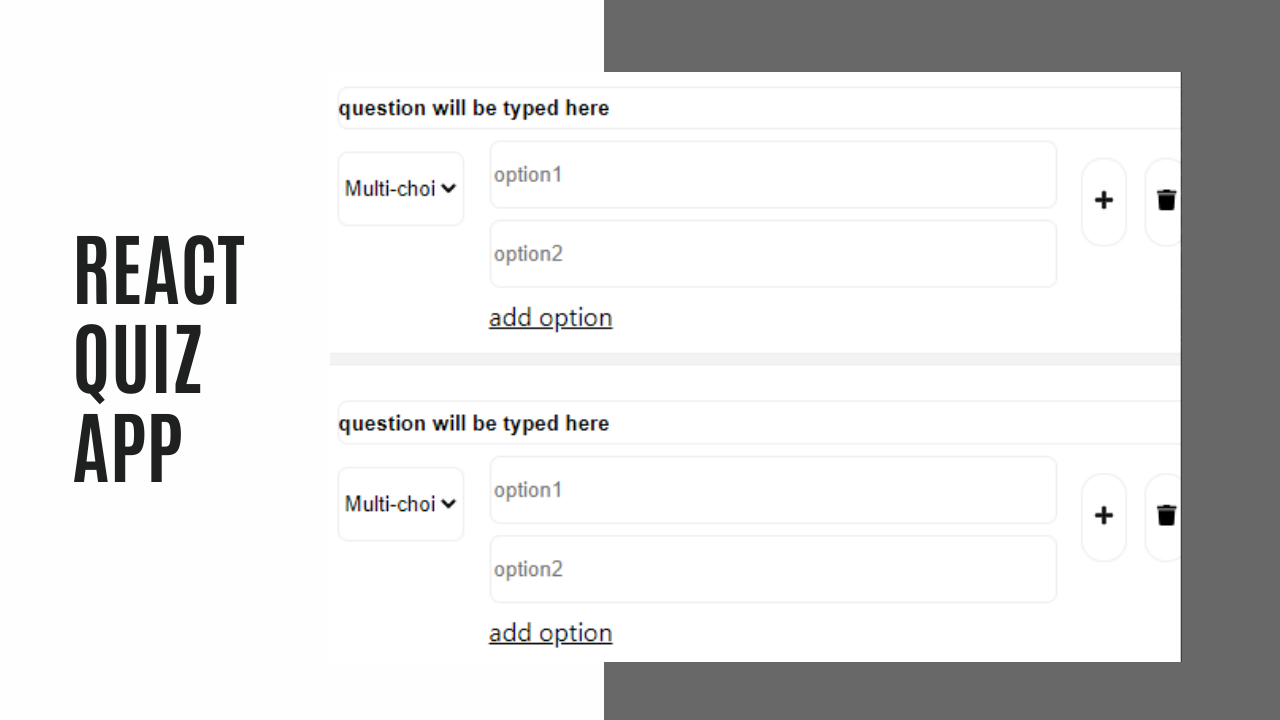 REACT
QUIZ
APP
question will be typed here
Multi-choi
option1
option2
add option
question will be typed here
Multi-choi
option1
option2
add option